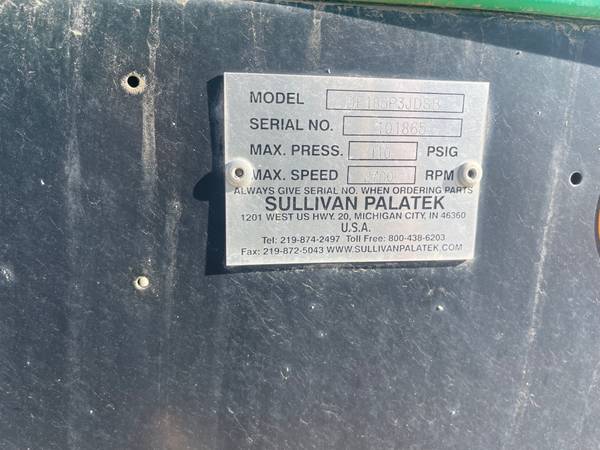 MODEL
SERIAL NO. 101865
MAX. PRESS. 110 PSIG
MAX. SPEED RPM
ALWAYS GIVE SERIAL NO. WHEN ORDERING PARTS
SULLIVAN PALATEK
1201 WEST US HWY. 20, MICHIGAN CITY, IN 46360
U.S.A.
Tel: 219-874-2497 Toll Free: 800-438-6203
Fax: 219-872-5043 WWW.SULLIVANPALATEK.COM